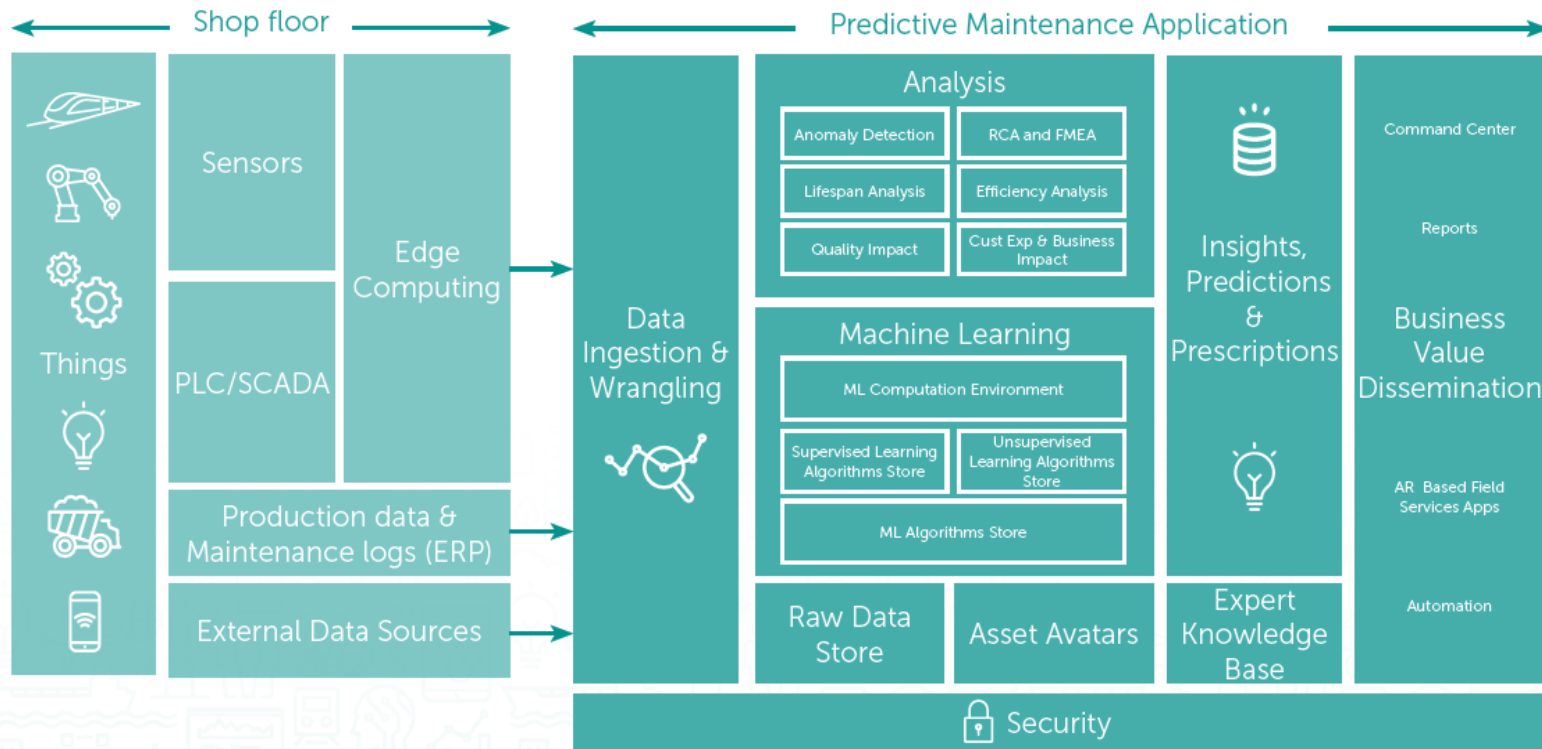 Shop floor
Predictive Maintenance Application
Things
Sensors
PLC/SCADA
Edge
Computing
Production data &
Maintenance logs (ERP)
External Data Sources
Data
Ingestion &
Wrangling
Analysis
Anomaly Detection
RCA and FMEA
Lifespan Analysis
Efficiency Analysis
Quality Impact
Cust Exp & Business
Impact
Machine Learning
ML Computation Environment
Supervised Learning
Algorithms Store
Unsupervised
Learning Algorithms
Store
ML Algorithms Store
Raw Data
Store
Asset Avatars
Insights,
Predictions
&
Prescriptions
Expert
Knowledge
Base
Command Center
Reports
Business
Value
Dissemination
AR Based Field
Services Apps
Automation
Security